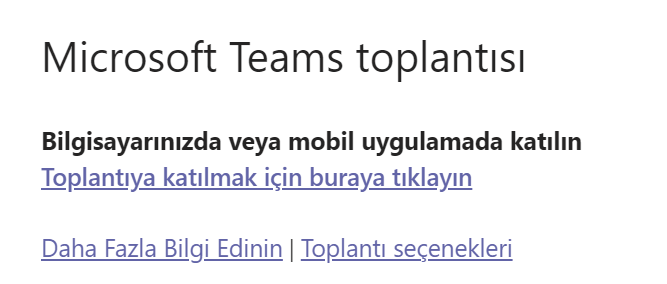 Microsoft Teams toplantısı
Bilgisayarınızda veya mobil uygulamada katılın
Toplantıya katılmak için buraya tıklayın
Daha Fazla Bilgi Edinin | Toplantı seçenekleri